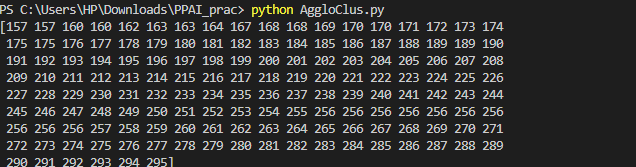 PS C:\Users\HP\Downloads\PPAI_prac> python AggloClus.py
[157 157 160 160 162 163 163 164 167 168 168 169 170 170 171 172 173 174
 175 175 176 177 178 179 180 181 182 183 184 185 186 187 188 189 189 190
 191 192 193 194 195 196 197 198 199 200 201 202 203 204 205 206 207 208
 209 210 211 212 213 214 215 216 217 218 219 220 221 222 223 224 225 226
 227 228 229 230 231 232 233 234 235 236 237 238 239 240 241 242 243 244
 245 246 247 248 249 250 251 252 253 254 255 256 256 256 256 256 256 256
 256 256 256 257 258 259 260 261 262 263 264 265 266 267 268 269 270 271
 272 273 274 275 276 277 278 279 280 281 282 283 284 285 286 287 288 289
 290 291 292 293 294 295]